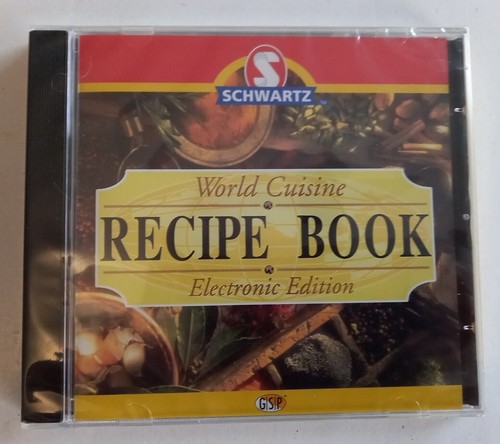 S
SCHWARTZ
World Cuisine
RECIPE BOOK
Electronic Edition
GSP